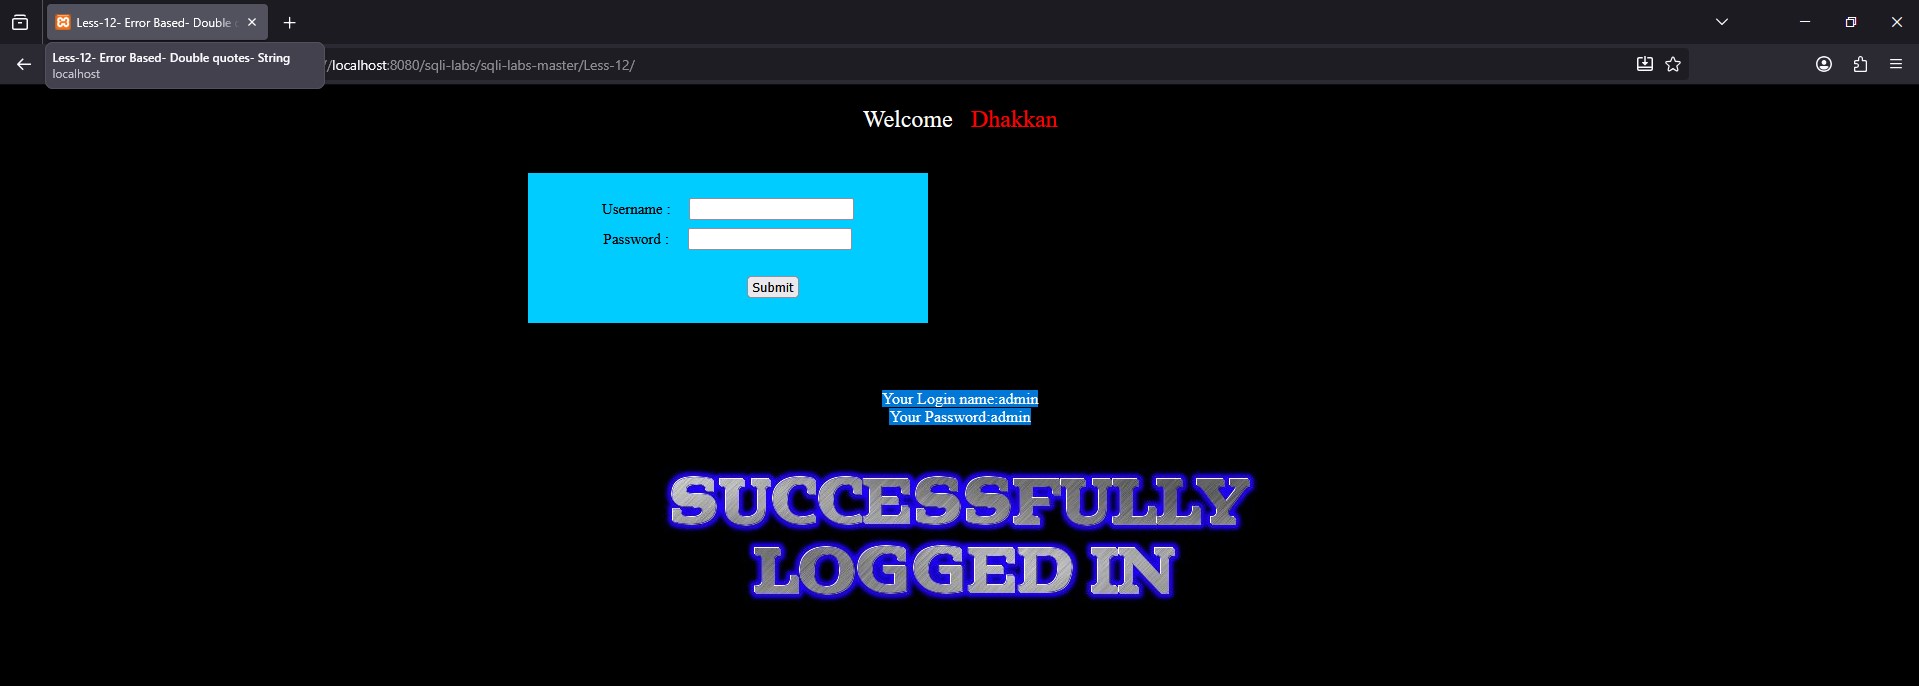 Less-12- Error Based- Double
Less-12- Error Based- Double quotes- String
localhost
/localhost:8080/sqli-labs/sqli-labs-master/Less-12/
Welcome Dhakkan
Username :
Password :
Submit
Your Login name:admin
Your Password:admin
SUCCESSFULLY
LOGGED IN